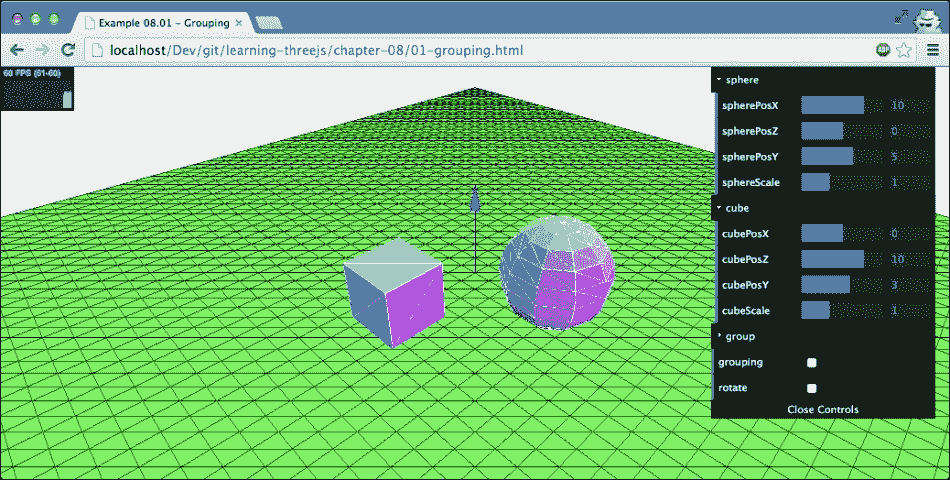 Example 08.01 - Grouping
localhost/Dev/git/learning-threejs/chapter-08/01-grouping.html
ABP
60 FPS (51-60)
sphere
spherePosX 10
spherePosZ 0
spherePosY 5
sphereScale 1
cube
cubePosX 0
cubePosZ 10
cubePosY 3
cubeScale 1
group
grouping
rotate
Close Controls